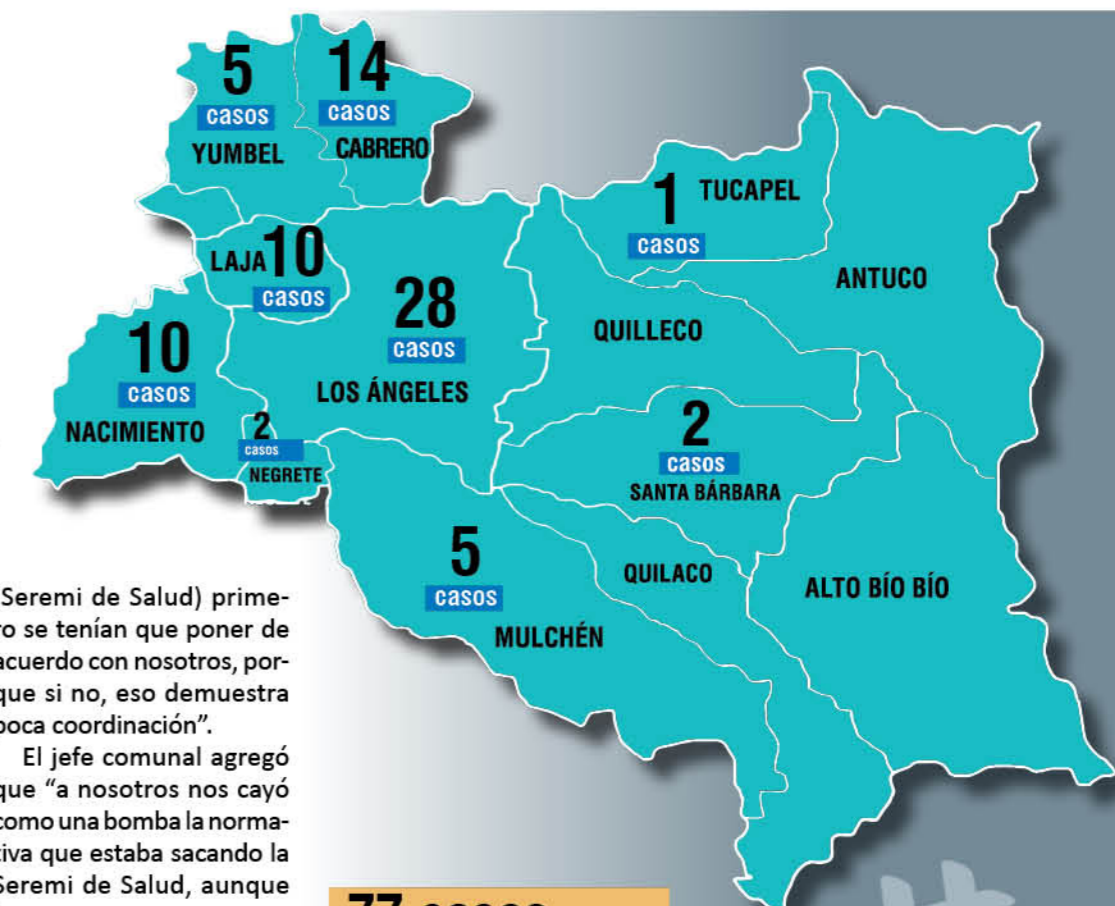 5
casos
YUMBEL
14
casos
CABRERO
1
casos
TUCAPEL
ANTUCO
LAJA
10
casos
28
casos
LOS ÁNGELES
QUILLECO
10
casos
NACIMIENTO
2
casos
NEGRETE
2
casos
SANTA BÁRBARA
5
casos
MULCHÉN
QUILACO
ALTO BÍO BÍO
Seremi de Salud) prime-
ro se tenían que poner de
acuerdo con nosotros, por-
que si no, eso demuestra
poca coordinación”.
El jefe comunal agregó
que “a nosotros nos cayó
como una bomba la norma-
tiva que estaba sacando la
Seremi de Salud, aunque
77 casos